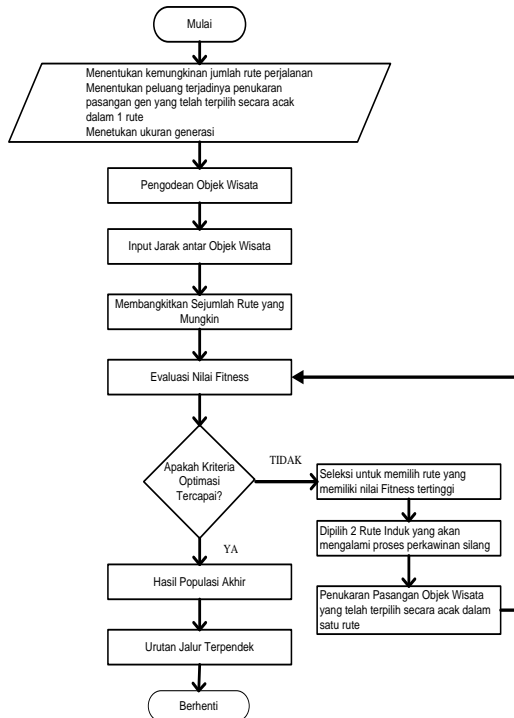 Mulai
Menentukan kemungkinan jumlah rute perjalanan
Menentukan peluang terjadinya penukaran
pasangan gen yang telah terpilih secara acak
dalam 1 rute
Menetukan ukuran generasi
Pengodean Objek Wisata
Input Jarak antar Objek Wisata
Membangkitkan Sejumlah Rute yang
Mungkin
Evaluasi Nilai Fitness
Apakah Kriteria
Optimasi
Tercapai?
TIDAK
Seleksi untuk memilih rute yang
memiliki nilai Fitness tertinggi
Dipilih 2 Rute Induk yang akan
mengalami proses perkawinan silang
Penukaran Pasangan Objek Wisata
yang telah terpilih secara acak dalam
satu rute
YA
Hasil Populasi Akhir
Urutan Jalur Terpendek
Berhenti